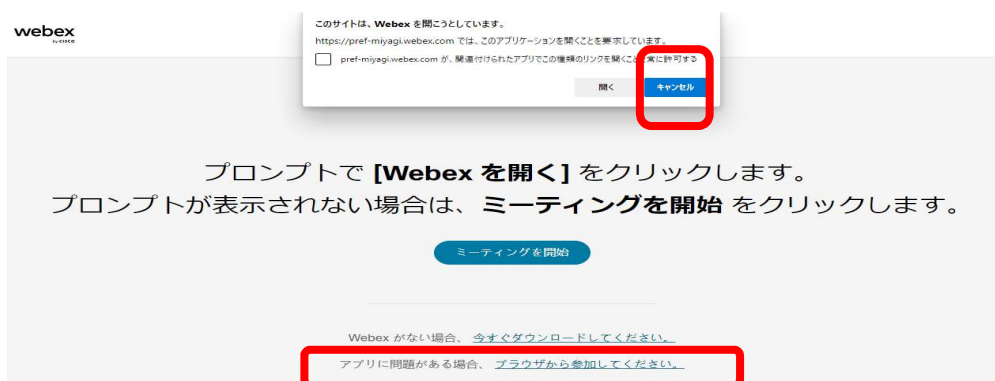 webex
by CISCO
このサイトは、Webex を開こうとしています。
https://pref-miyagi.webex.com では、このアプリケーションを開くことを要求しています。
pref-miyagi.webex.com が、関連付けられたアプリでこの種類のリンクを開くことを常に許可する
開く
キャンセル
プロンプトで [Webex を開く] をクリックします。
プロンプトが表示されない場合は、ミーティングを開始 をクリックします。
ミーティングを開始
Webex がない場合、 今すぐダウンロードしてください。
アプリに問題がある場合、 ブラウザから参加してください。